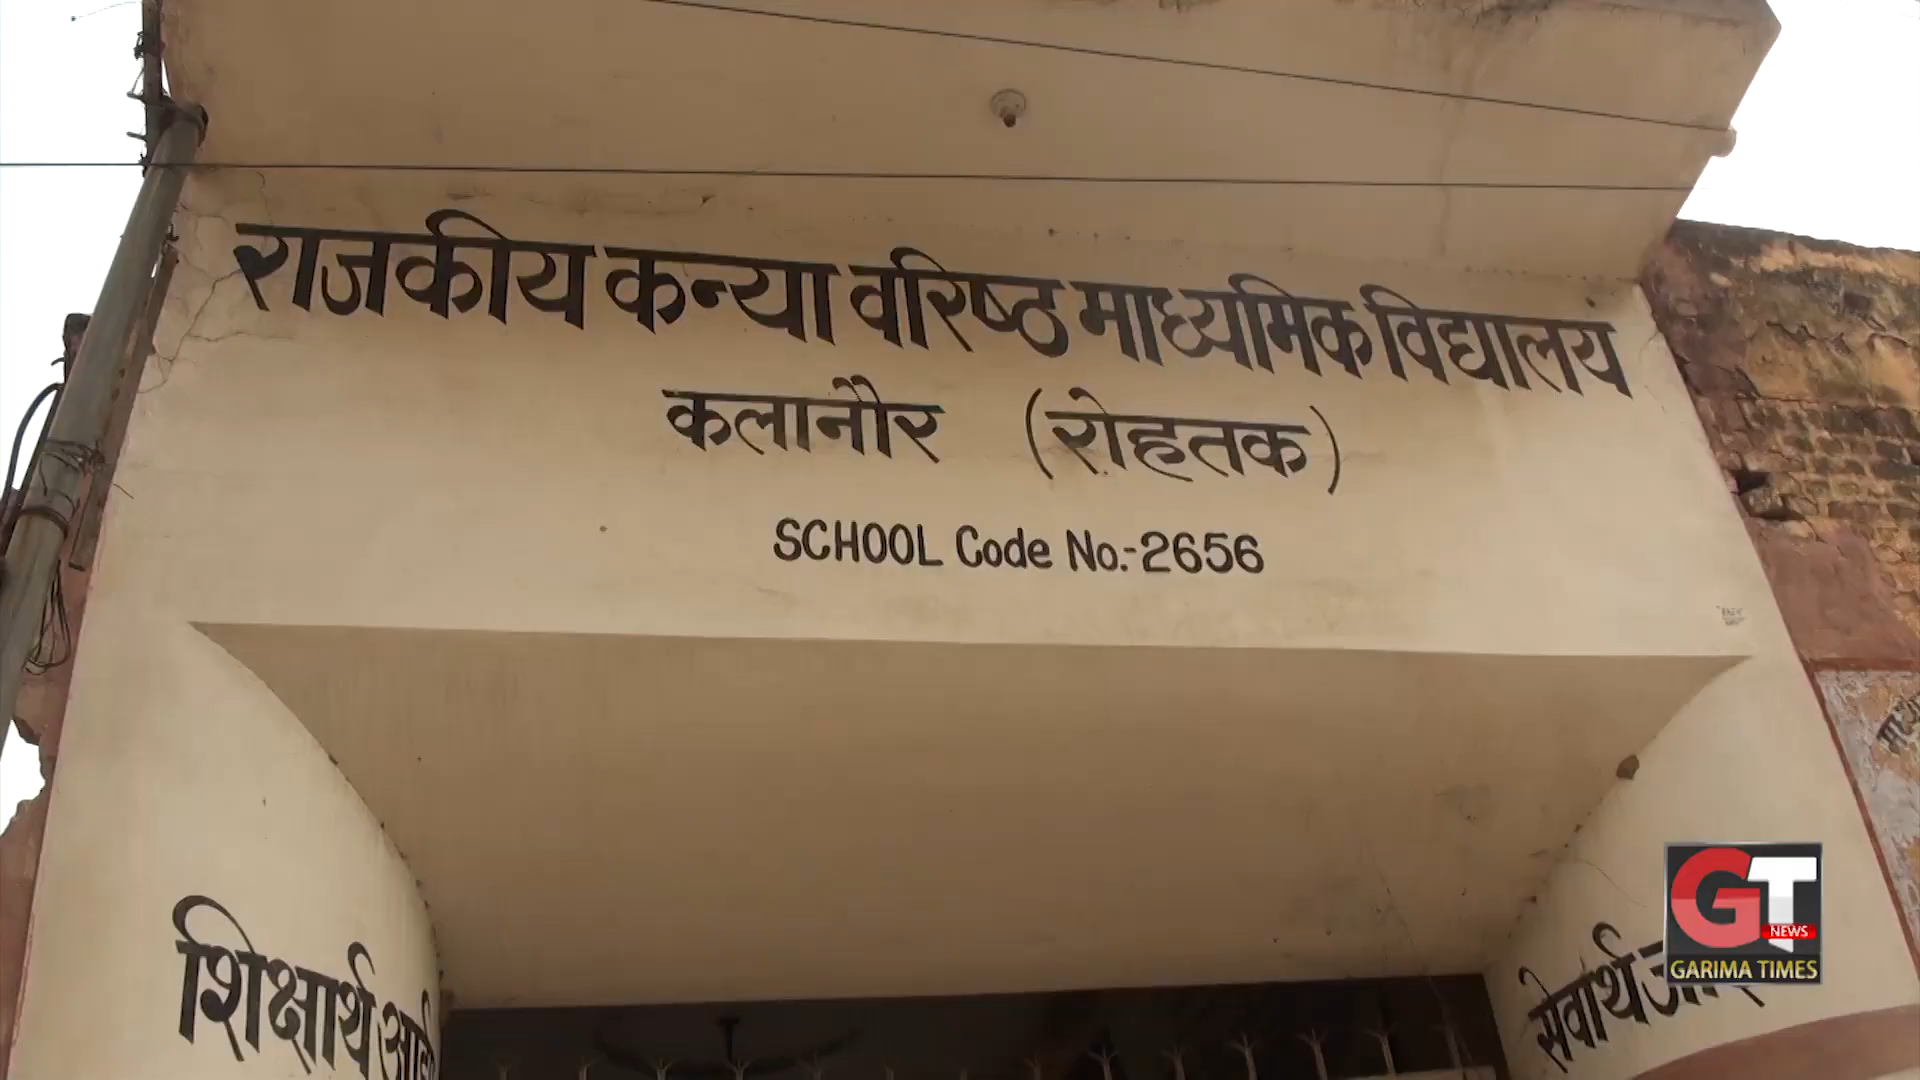 राजकीय कन्या वरिष्ठ माध्यमिक विद्यालय
कलानौर (रोहतक)
SCHOOL Code No.-2656
शिक्षार्थ
सेवार्थ
GT
NEWS
GARIMA TIMES